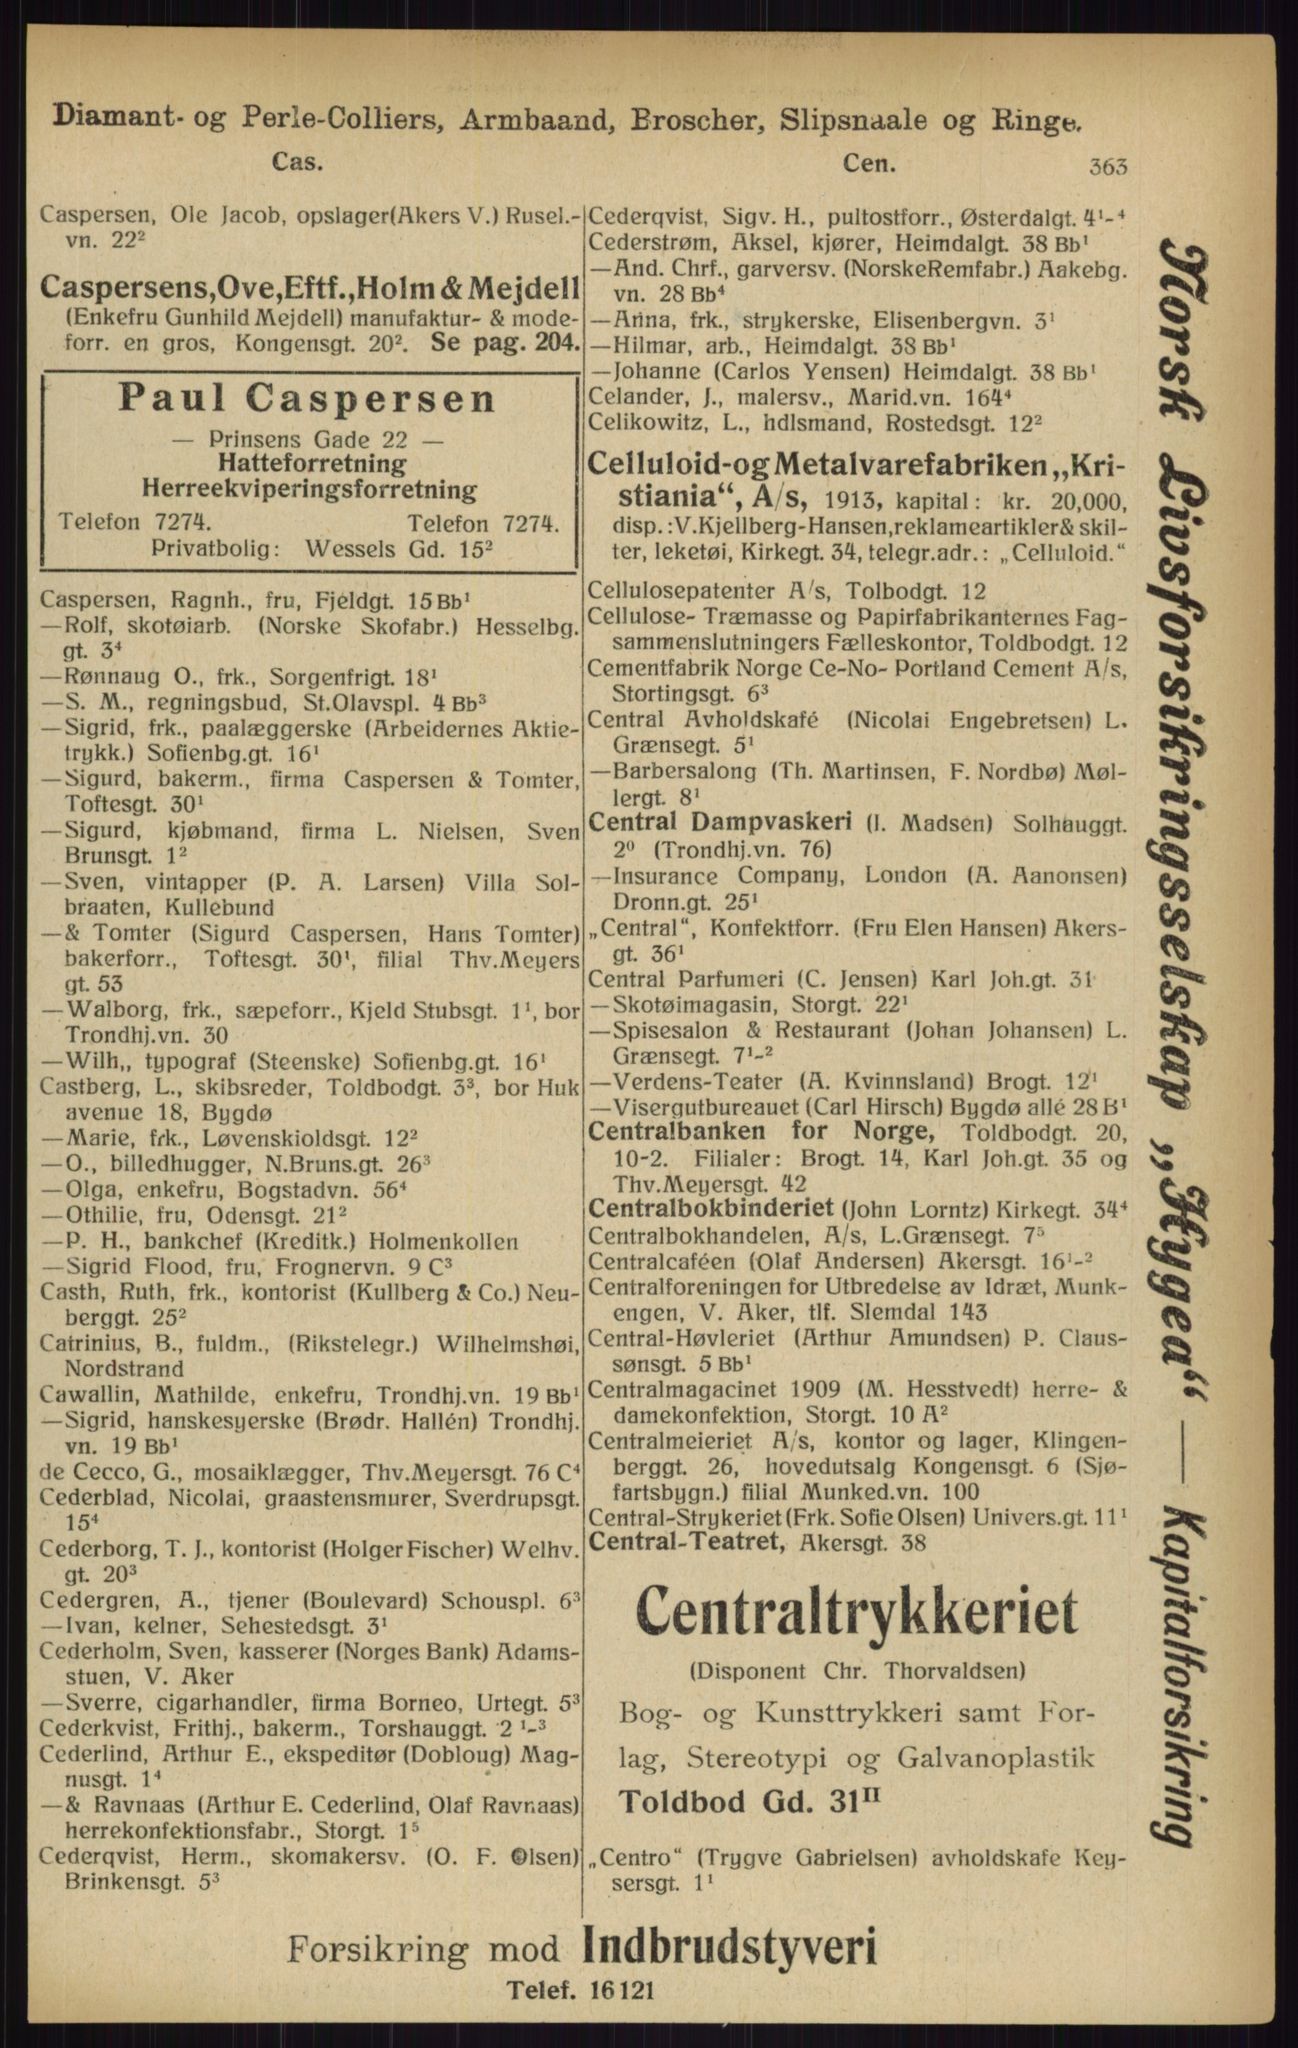 Diamant- og Perle-Colliers, Armbaand, Broscher, Slipsnaale og Ringe.
Cas.
Cen.
363
Caspersen, Ole Jacob, opslager (Akers V.) Rusel.-
vn. 22²
Caspersens, Ove, Eftf., Holm & Mejdell
(Enkefru Gunhild Mejdell) manufaktur- & mode-
forr. en gros, Kongensgt. 20². Se pag. 204.
Paul Caspersen
— Prinsens Gade 22 —
Hatteforretning
Herreekviperingsforretning
Telefon 7274. Telefon 7274.
Privatbolig: Wessels Gd. 15²
Caspersen, Ragnh., fru, Fjeldgt. 15 Bb¹
—Rolf, skotøiarb. (Norske Skofabr.) Hesselbg.
gt. 3⁴
—Rønnaug O., frk., Sorgenfrigt. 18¹
—S. M., regningsbud, St.Olavspl. 4 Bb³
—Sigrid, frk., paalæggerske (Arbeidernes Aktie-
trykk.) Sofienbg.gt. 16¹
—Sigurd, bakerm., firma Caspersen & Tomter,
Toftesgt. 30¹
—Sigurd, kjøbmand, firma L. Nielsen, Sven
Brunsgt. 1²
—Sven, vintapper (P. A. Larsen) Villa Sol-
braaten, Kullebund
—& Tomter (Sigurd Caspersen, Hans Tomter)
bakerforr., Toftesgt. 30¹, filial Thv.Meyers
gt. 53
—Walborg, frk., sæpeforr., Kjeld Stubsgt. 1¹, bor
Trondhj.vn. 30
—Wilh,, typograf (Steenske) Sofienbg.gt. 16¹
Castberg, L., skibsreder, Toldbodgt. 3³, bor Huk
avenue 18, Bygdø
—Marie, frk., Løvenskioldsgt. 12²
—O., billedhugger, N.Bruns.gt. 26³
—Olga, enkefru, Bogstadvn. 56⁴
—Othilie, fru, Odensgt. 21²
—P. H., bankchef (Kreditk.) Holmenkollen
—Sigrid Flood, fru, Frognervn. 9 C³
Casth, Ruth, frk., kontorist (Kullberg & Co.) Neu-
berggt. 25²
Catrinius, B., fuldm., (Rikstelegr.) Wilhelmshøi,
Nordstrand
Cawallin, Mathilde, enkefru, Trondhj.vn. 19 Bb¹
—Sigrid, hanskesyerske (Brødr. Hallén) Trondhj.
vn. 19 Bb¹
de Cecco, G., mosaiklægger, Thv.Meyersgt. 76 C⁴
Cederblad, Nicolai, graastensmurer, Sverdrupsgt.
15⁴
Cederborg, T. J., kontorist (Holger Fischer) Welhv.
gt. 20³
Cedergren, A., tjener (Boulevard) Schouspl. 6³
—Ivan, kelner, Sehestedsgt. 3¹
Cederholm, Sven, kasserer (Norges Bank) Adams-
stuen, V. Aker
—Sverre, cigarhandler, firma Borneo, Urtegt. 5³
Cederkvist, Frithj., bakerm., Torshauggt. 2 ¹-³
Cederlind, Arthur E., ekspeditør (Dobloug) Mag-
nusgt. 1⁴
—& Ravnaas (Arthur E. Cederlind, Olaf Ravnaas)
herrekonfektionsfabr., Storgt. 1⁵
Cederqvist, Herm., skomakersv. (O. F. Olsen)
Brinkensgt. 5³
Cederqvist, Sigv. H., pultostforr., Østerdalgt. 4¹-⁴
Cederstrøm, Aksel, kjører, Heimdalgt. 38 Bb¹
—And. Chrf., garversv. (NorskeRemfabr.) Aakebg.
vn. 28 Bb⁴
—Anna, frk., strykerske, Elisenbergvn. 3¹
—Hilmar, arb., Heimdalgt. 38 Bb¹
—Johanne (Carlos Yensen) Heimdalgt. 38 Bb¹
Celander, J., malersv., Marid.vn. 164⁴
Celikowitz, L., hdlsmand, Rostedsgt. 12²
Celluloid-og Metalvarefabriken „Kri-
stiania“, A/s, 1913, kapital: kr. 20,000,
disp.: V.Kjellberg-Hansen, reklameartikler & skil-
ter, leketøi, Kirkegt. 34, telegr.adr.: „Celluloid.“
Cellulosepatenter A/s, Tolbodgt. 12
Cellulose- Træmasse og Papirfabrikanternes Fag-
sammenslutningers Fælleskontor, Toldbodgt. 12
Cementfabrik Norge Ce-No- Portland Cement A/s,
Stortingsgt. 6³
Central Avholdskafé (Nicolai Engebretsen) L.
Grænsegt. 5¹
—Barbersalong (Th. Martinsen, F. Nordbø) Møl-
lergt. 8¹
Central Dampvaskeri (I. Madsen) Solhauggt.
2⁰ (Trondhj.vn. 76)
—Insurance Company, London (A. Aanonsen)
Dronn.gt. 25¹
„Central“, Konfektforr. (Fru Elen Hansen) Akers-
gt. 36¹
Central Parfumeri (C. Jensen) Karl Joh.gt. 31
—Skotøimagasin, Storgt. 22¹
—Spisesalon & Restaurant (Johan Johansen) L.
Grænsegt. 7¹-²
—Verdens-Teater (A. Kvinnsland) Brogt. 12¹
—Visergutbureauet (Carl Hirsch) Bygdø allé 28 B¹
Centralbanken for Norge, Toldbodgt. 20,
10-2. Filialer: Brogt. 14, Karl Joh.gt. 35 og
Thv.Meyersgt. 42
Centralbokbinderiet (John Lorntz) Kirkegt. 34⁴
Centralbokhandelen, A/s, L.Grænsegt. 7⁵
Centralcaféen (Olaf Andersen) Akersgt. 16¹-²
Centralforeningen for Utbredelse av Idræt, Munk-
engen, V. Aker, tlf. Slemdal 143
Central-Høvleriet (Arthur Amundsen) P. Claus-
sønsgt. 5 Bb¹
Centralmagacinet 1909 (M. Hesstvedt) herre- &
damekonfektion, Storgt. 10 A²
Centralmeieriet A/s, kontor og lager, Klingen-
berggt. 26, hovedutsalg Kongensgt. 6 (Sjø-
fartsbygn.) filial Munked.vn. 100
Central-Strykeriet (Frk. Sofie Olsen) Univers.gt. 11¹
Central-Teatret, Akersgt. 38
Centraltrykkeriet
(Disponent Chr. Thorvaldsen)
Bog- og Kunsttrykkeri samt For-
lag, Stereotypi og Galvanoplastik
Toldbod Gd. 31II
„Centro“ (Trygve Gabrielsen) avholdskafe Key-
sersgt. 1¹
Norsk Livsforsikringsselskap „Hygea“ — Kapitalforsikring
Forsikring mod Indbrudstyveri
Telef. 16121